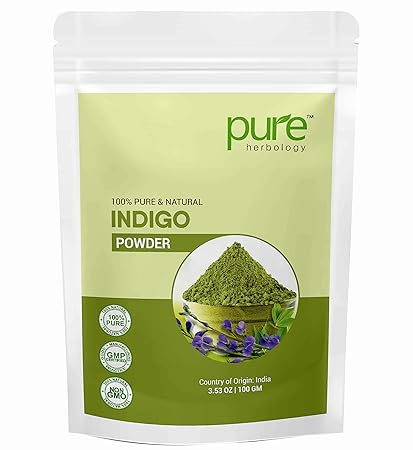 pure™
herbology
100% PURE & NATURAL
INDIGO
POWDER
100% PURE
GMP
NON
GMO
Country of Origin: India
3.53 OZ | 100 GM